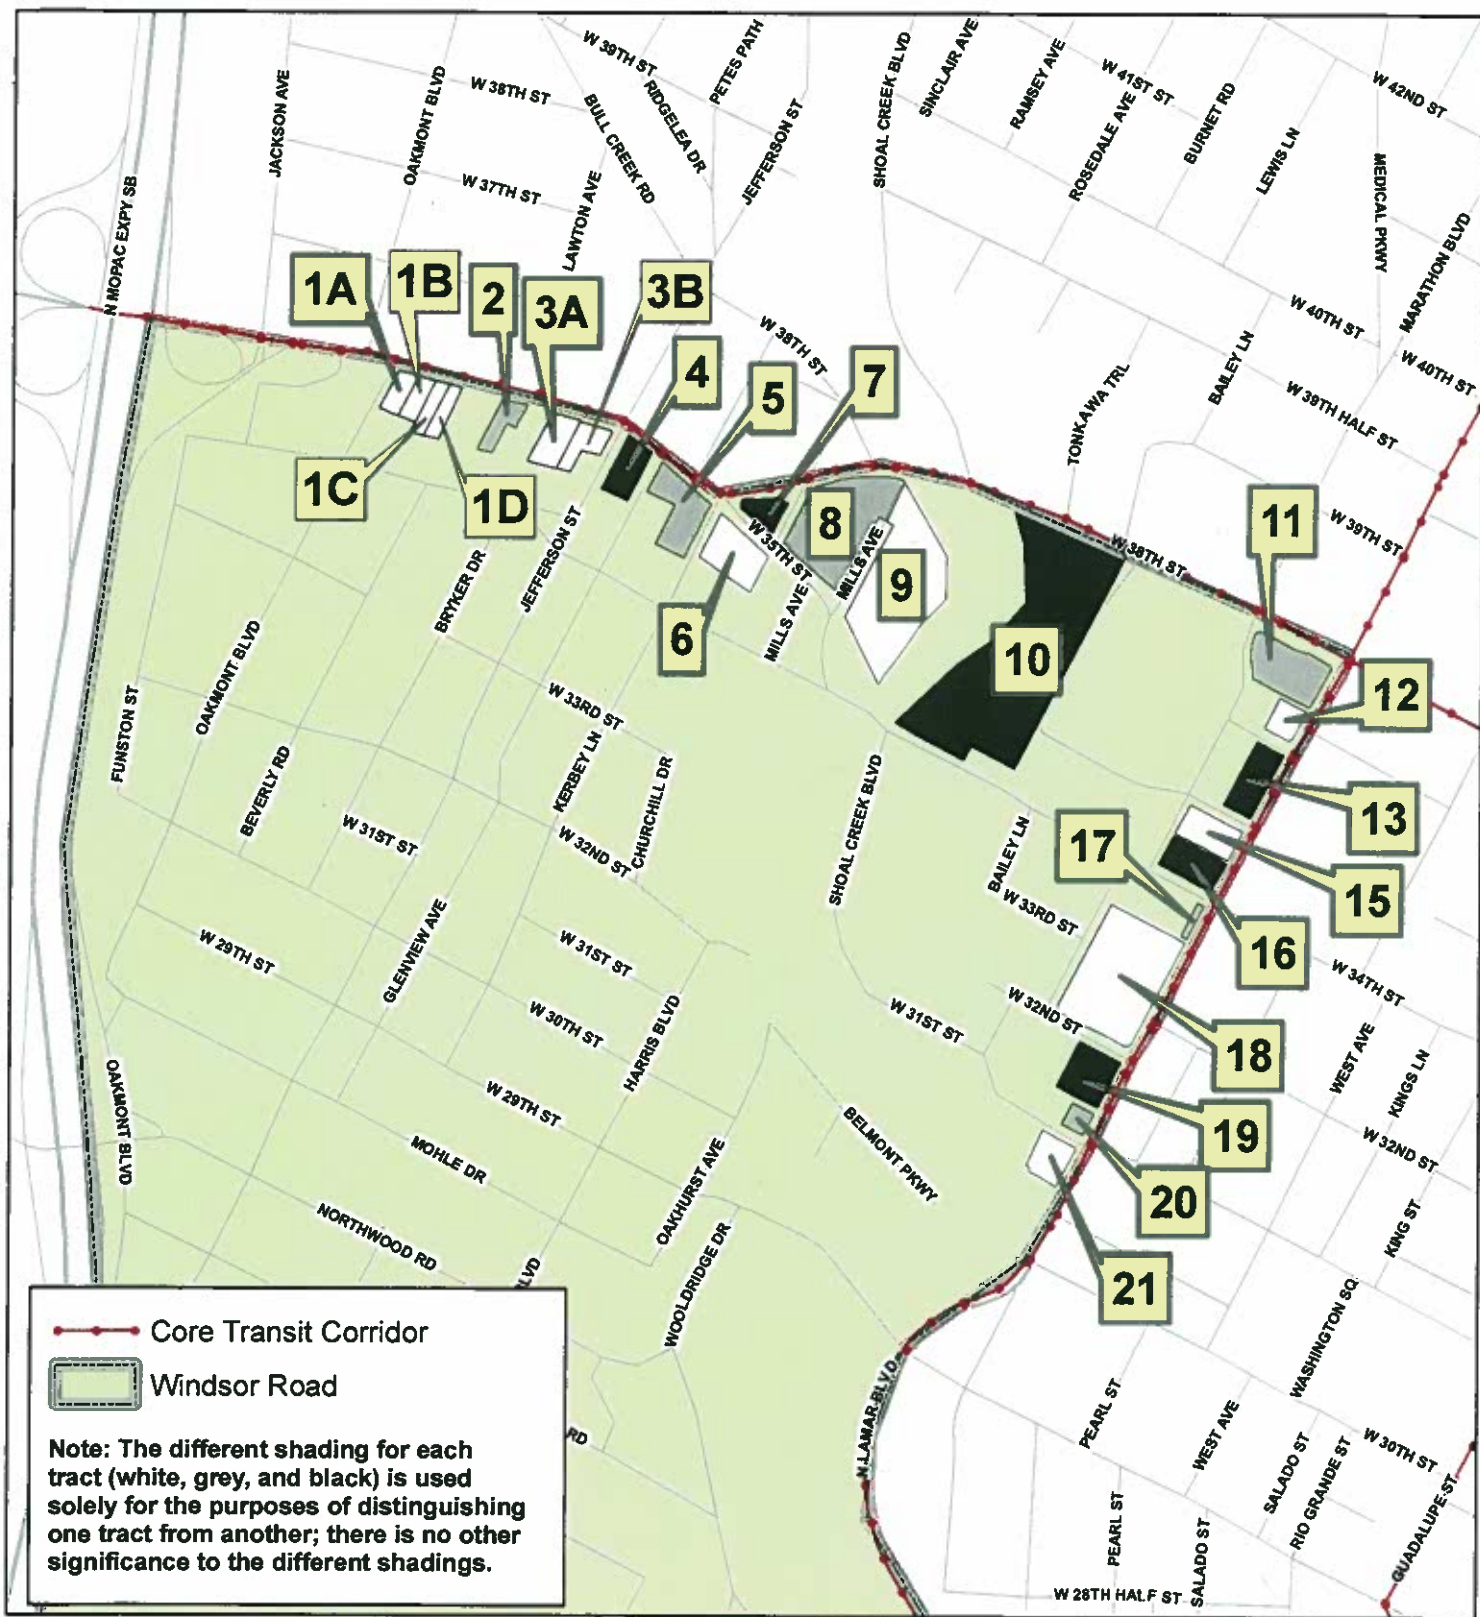 W 39TH ST
PETES PATH
SHOAL CREEK BLVD
SINCLAIR AVE
RAMSEY AVE
W 41ST ST
W 42ND ST
JACKSON AVE
OAKMONT BLVD
W 38TH ST
BULL CREEK RD
RIDGELEA DR
JEFFERSON ST
ROSEDALE AVE
BURNET RD
LEWIS LN
MEDICAL PKWY
W 37TH ST
LAWTON AVE
N MOPAC EXPY SB
MARATHON BLVD
1A
1B
2
3A
3B
W 38TH ST
W 40TH ST
W 40TH ST
BAILEY LN
TONKAWA TRL
W 39TH HALF ST
4
5
7
1C
1D
8
W 35TH ST
MILLS AVE
9
W 38TH ST
11
W 39TH ST
BRYKER DR
JEFFERSON ST
6
MILLS AVE
10
OAKMONT BLVD
FUNSTON ST
W 33RD ST
12
BEVERLY RD
KERBEY LN
CHURCHILL DR
SHOAL CREEK BLVD
13
W 31ST ST
W 32ND ST
BAILEY LN
17
15
W 33RD ST
GLENVIEW AVE
W 29TH ST
W 31ST ST
16
W 34TH ST
W 30TH ST
HARRIS BLVD
W 31ST ST
W 32ND ST
18
WEST AVE
KINGS LN
OAKMONT BLVD
W 29TH ST
BELMONT PKWY
19
W 32ND ST
MOHLE DR
OAKHURST AVE
20
NORTHWOOD RD
WOOLDRIDGE DR
KING ST
21
BLVD
WASHINGTON SQ
N LAMAR BLVD
PEARL ST
WEST AVE
W 30TH ST
RD
SALADO ST
RIO GRANDE ST
GUADALUPE ST
PEARL ST
SALADO ST
W 28TH HALF ST
Core Transit Corridor
Windsor Road
Note: The different shading for each
tract (white, grey, and black) is used
solely for the purposes of distinguishing
one tract from another; there is no other
significance to the different shadings.